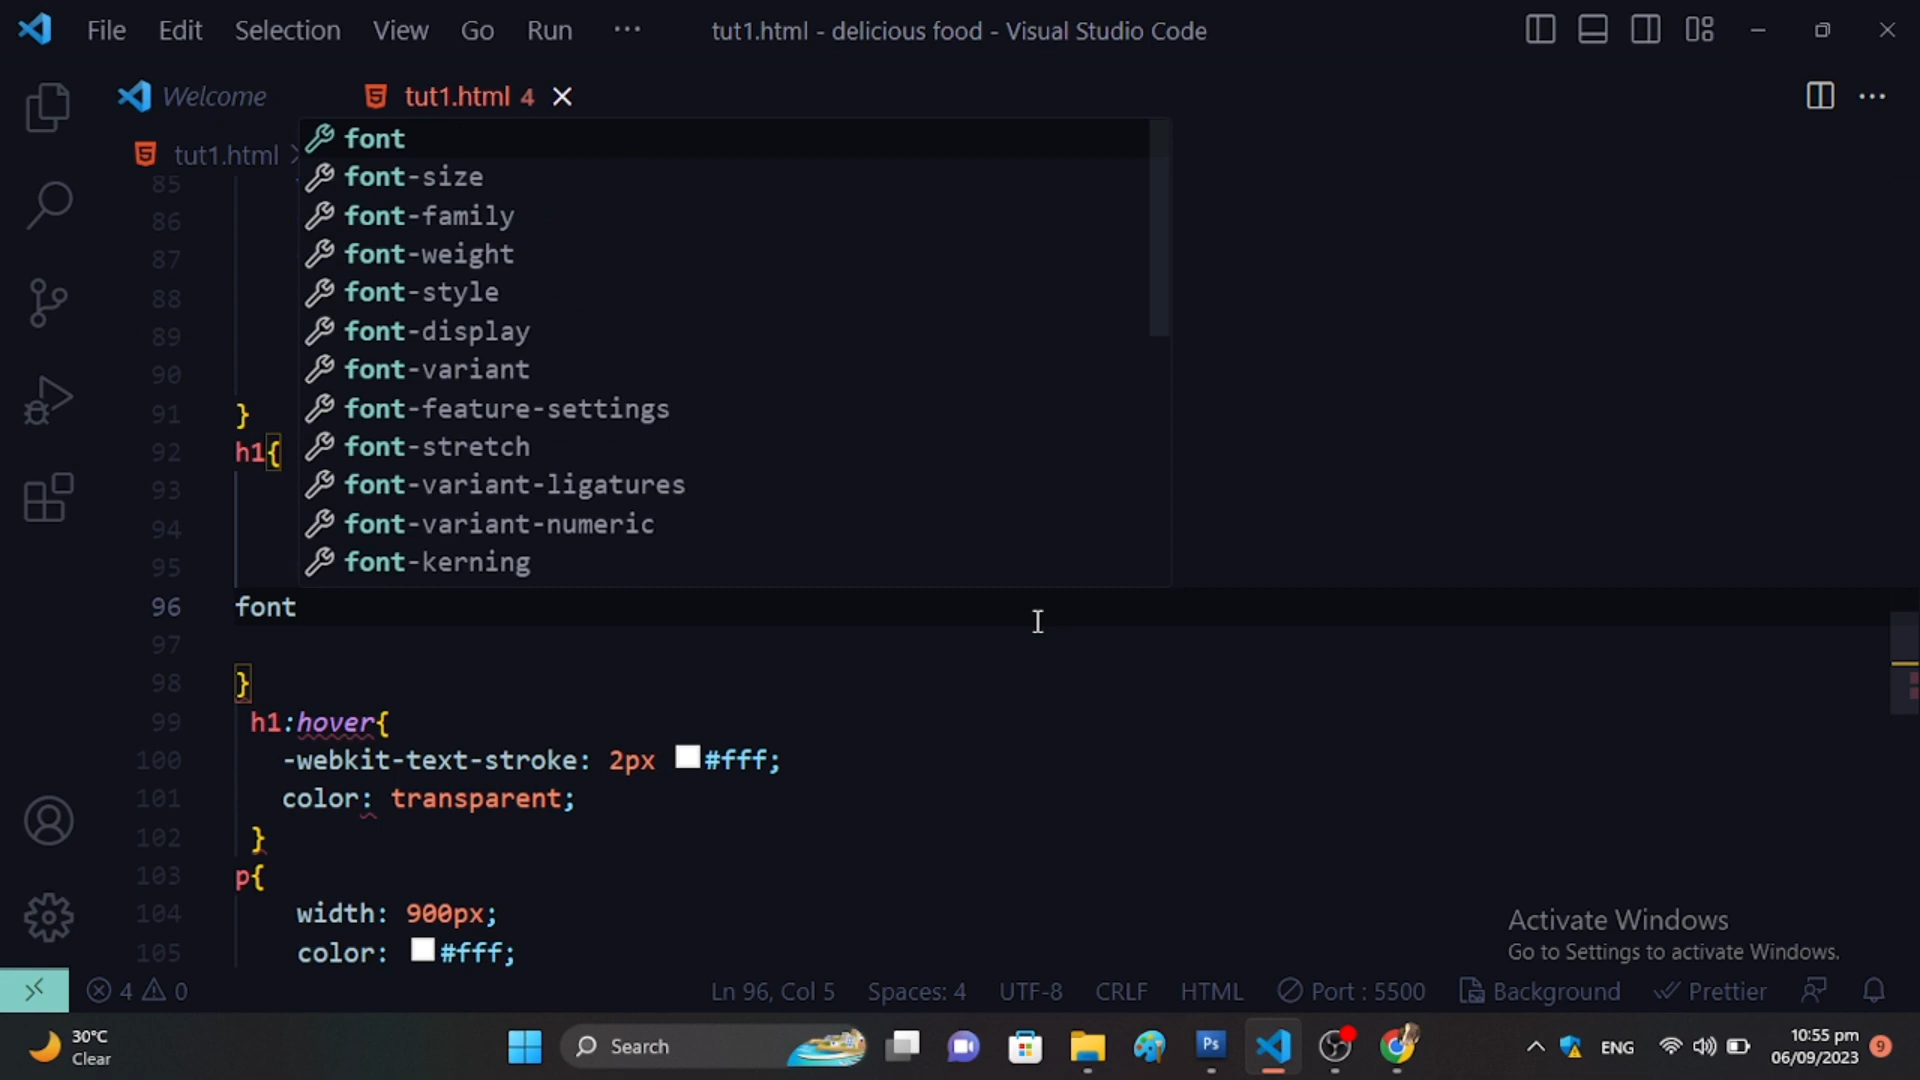 File Edit Selection View Go Run ··· tut1.html - delicious food - Visual Studio Code
Welcome tut1.html 4
tut1.html
font
font-size
font-family
font-weight
font-style
font-display
font-variant
font-feature-settings
font-stretch
font-variant-ligatures
font-variant-numeric
font-kerning
85
86
87
88
89
90
91 }
92 h1{
93
94
95
96 font
97
98 }
99 h1:hover{
100 -webkit-text-stroke: 2px #fff;
101 color: transparent;
102 }
103 p{
104 width: 900px;
105 color: #fff;
Activate Windows
Go to Settings to activate Windows.
4 0 Ln 96, Col 5 Spaces: 4 UTF-8 CRLF HTML Port : 5500 Background Prettier
30°C
Clear
Search
Ps
ENG
10:55 pm
06/09/2023
9